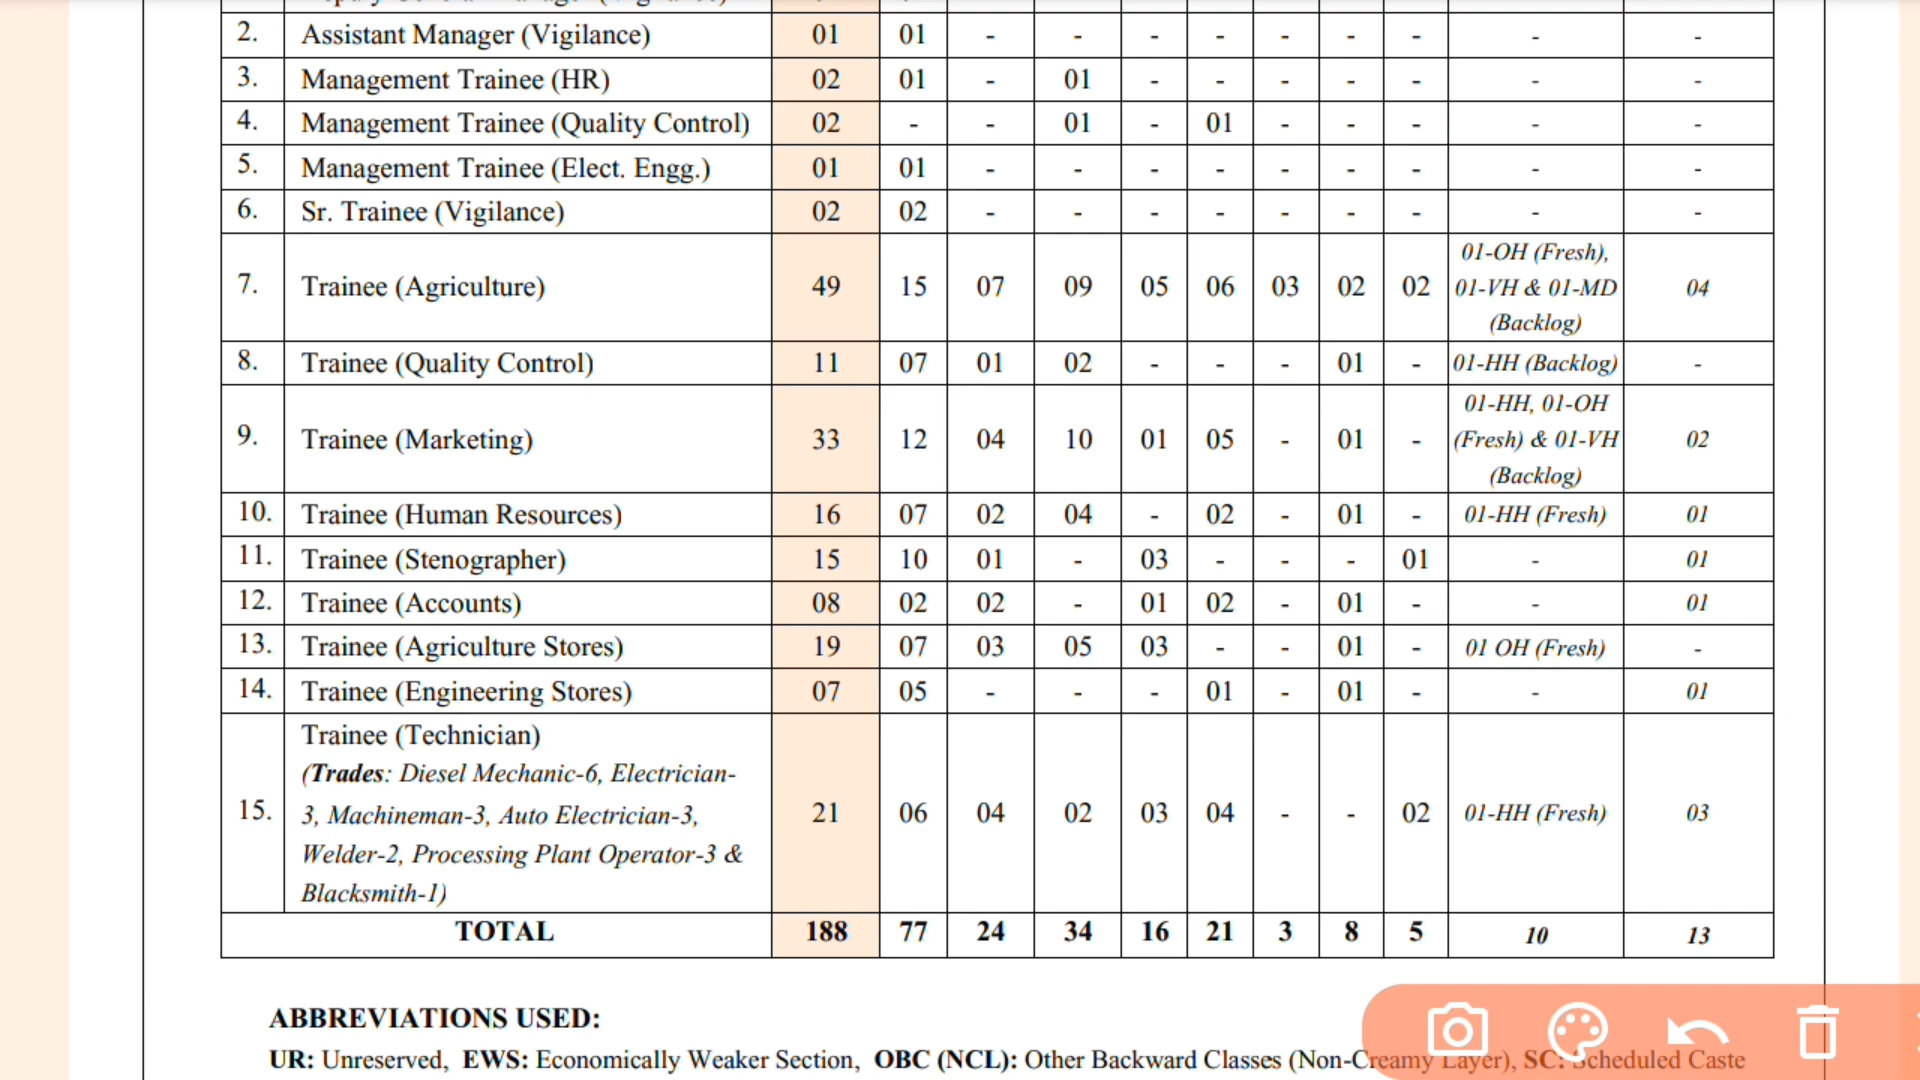 2. Assistant Manager (Vigilance) 01 01 - - - - - - - - -
3. Management Trainee (HR) 02 01 - 01 - - - - - - -
4. Management Trainee (Quality Control) 02 - - 01 - 01 - - - - -
5. Management Trainee (Elect. Engg.) 01 01 - - - - - - - - -
6. Sr. Trainee (Vigilance) 02 02 - - - - - - - - -
7. Trainee (Agriculture) 49 15 07 09 05 06 03 02 02 01-OH (Fresh), 04
01-VH & 01-MD
(Backlog)
8. Trainee (Quality Control) 11 07 01 02 - - - 01 - 01-HH (Backlog) -
9. Trainee (Marketing) 33 12 04 10 01 05 - 01 - 01-HH, 01-OH 02
(Fresh) & 01-VH
(Backlog)
10. Trainee (Human Resources) 16 07 02 04 - 02 - 01 - 01-HH (Fresh) 01
11. Trainee (Stenographer) 15 10 01 - 03 - - - 01 - 01
12. Trainee (Accounts) 08 02 02 - 01 02 - 01 - - 01
13. Trainee (Agriculture Stores) 19 07 03 05 03 - - 01 - 01 OH (Fresh) -
14. Trainee (Engineering Stores) 07 05 - - - 01 - 01 - - 01
15. Trainee (Technician)
(Trades: Diesel Mechanic-6, Electrician-
3, Machineman-3, Auto Electrician-3,
Welder-2, Processing Plant Operator-3 &
Blacksmith-1)
21 06 04 02 03 04 - - 02 01-HH (Fresh) 03
TOTAL 188 77 24 34 16 21 3 8 5 10 13
ABBREVIATIONS USED:
UR: Unreserved, EWS: Economically Weaker Section, OBC (NCL): Other Backward Classes (Non-Creamy Layer), SC: Scheduled Caste